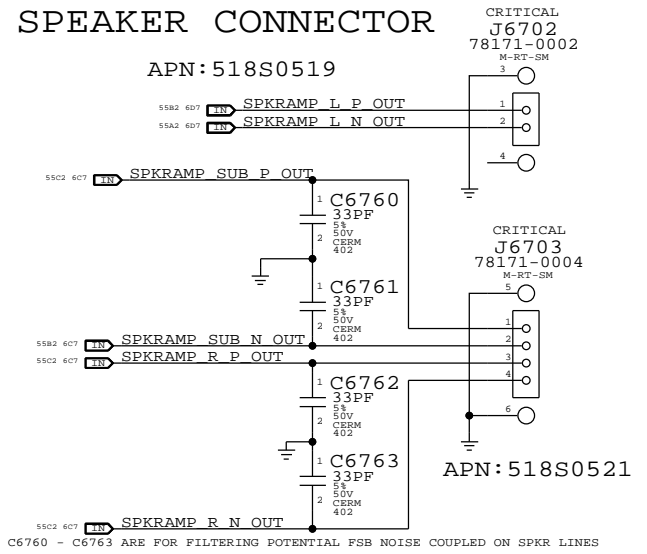 SPEAKER CONNECTOR
CRITICAL
J6702
78171-0002
M-RT-SM
APN:518S0519
3
55B2 6D7 IN SPKRAMP_L_P_OUT 1
55A2 6D7 IN SPKRAMP_L_N_OUT 2
4
55C2 6C7 IN SPKRAMP_SUB_P_OUT
1 C6760
33PF
5%
50V
2 CERM
402
CRITICAL
J6703
78171-0004
M-RT-SM
5
1 C6761
33PF
5%
50V
2 CERM
402
1
55B2 6C7 IN SPKRAMP_SUB_N_OUT 2
55C2 6C7 IN SPKRAMP_R_P_OUT 3
4
1 C6762
33PF
5%
50V
2 CERM
402
6
1 C6763
33PF
5%
50V
2 CERM
402
APN:518S0521
55C2 6C7 IN SPKRAMP_R_N_OUT
C6760 - C6763 ARE FOR FILTERING POTENTIAL FSB NOISE COUPLED ON SPKR LINES